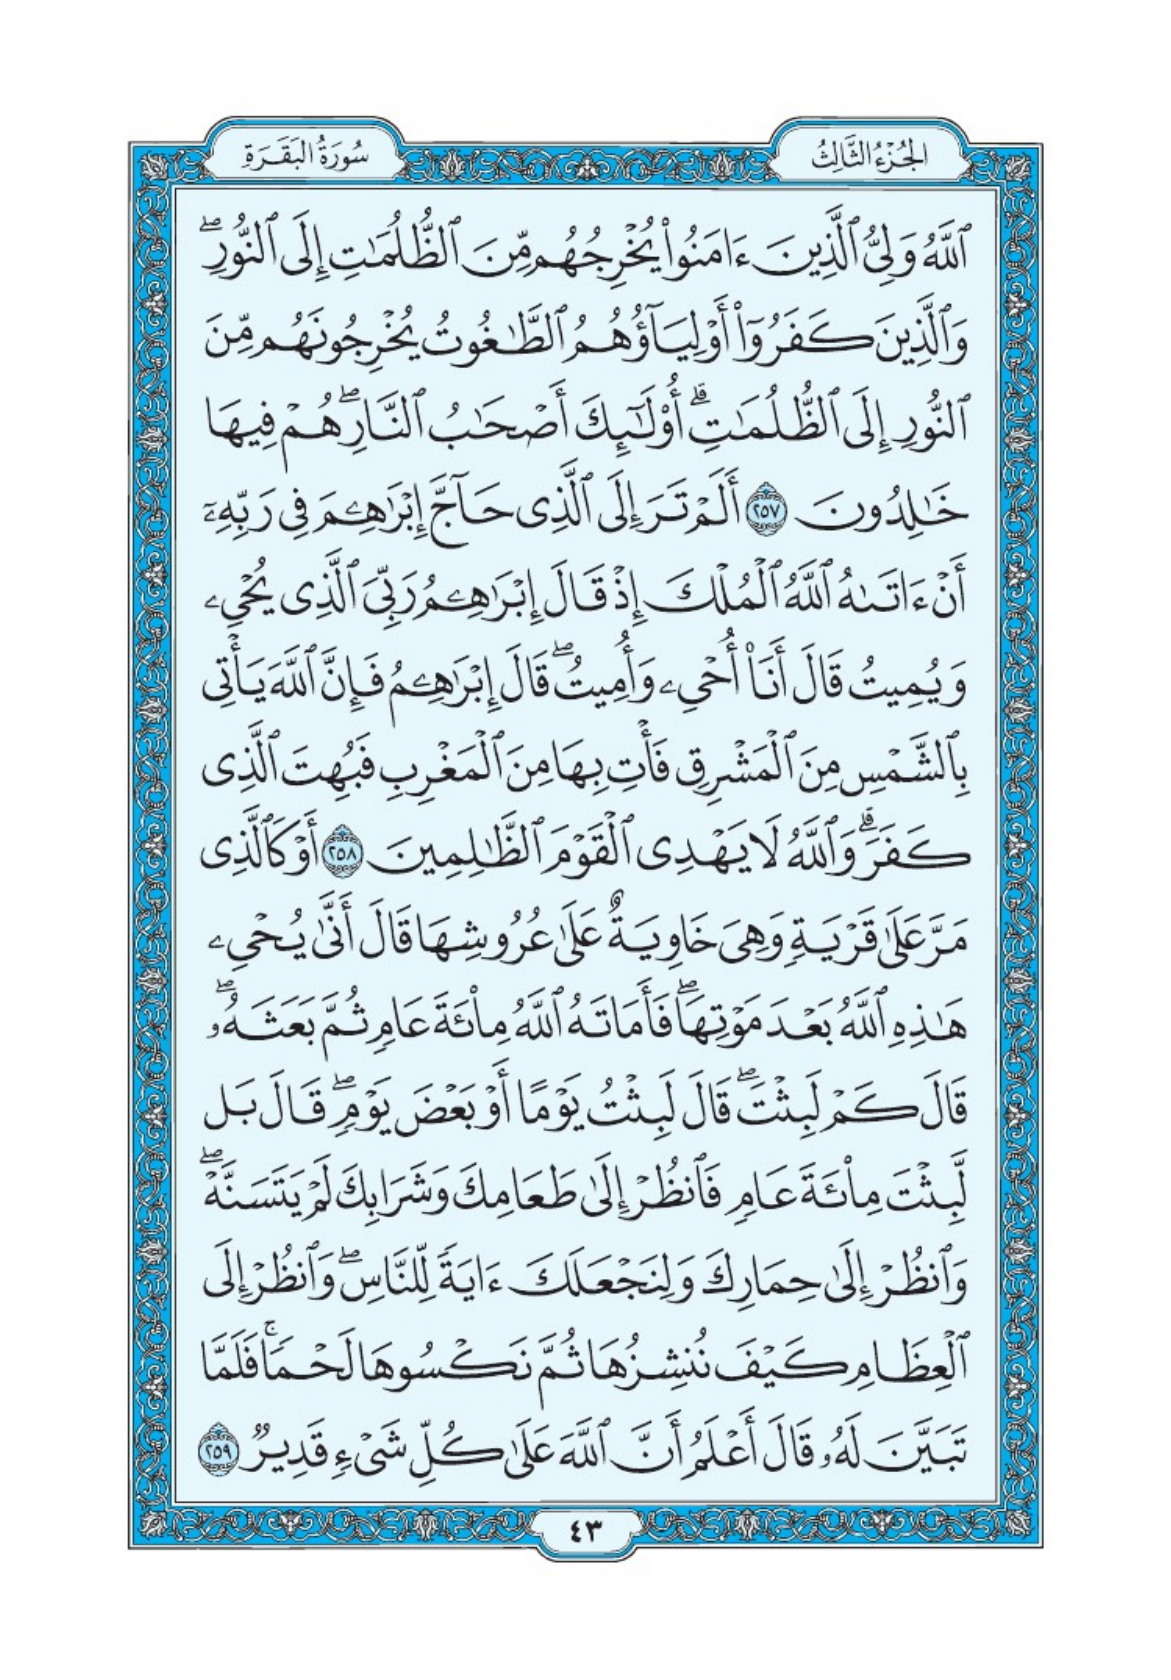 الجُزْءُ الثَّالِثُ
سُورَةُ البَقَرَةِ
ٱللَّهُ وَلِيُّ ٱلَّذِينَ ءَامَنُوا۟ يُخْرِجُهُم مِّنَ ٱلظُّلُمَٰتِ إِلَى ٱلنُّورِ ۖ
وَٱلَّذِينَ كَفَرُوٓا۟ أَوْلِيَآؤُهُمُ ٱلطَّٰغُوتُ يُخْرِجُونَهُم مِّنَ
ٱلنُّورِ إِلَى ٱلظُّلُمَٰتِ ۗ أُو۟لَٰٓئِكَ أَصْحَٰبُ ٱلنَّارِ ۖ هُمْ فِيهَا
خَٰلِدُونَ ٢٥٧ أَلَمْ تَرَ إِلَى ٱلَّذِى حَآجَّ إِبْرَٰهِـۧمَ فِى رَبِّهِۦٓ
أَنْ ءَاتَىٰهُ ٱللَّهُ ٱلْمُلْكَ إِذْ قَالَ إِبْرَٰهِـۧمُ رَبِّىَ ٱلَّذِى يُحْىِۦ
وَيُمِيتُ قَالَ أَنَا۠ أُحْىِۦ وَأُمِيتُ ۖ قَالَ إِبْرَٰهِـۧمُ فَإِنَّ ٱللَّهَ يَأْتِى
بِٱلشَّمْسِ مِنَ ٱلْمَشْرِقِ فَأْتِ بِهَا مِنَ ٱلْمَغْرِبِ فَبُهِتَ ٱلَّذِى
كَفَرَ ۗ وَٱللَّهُ لَا يَهْدِى ٱلْقَوْمَ ٱلظَّٰلِمِينَ ٢٥٨ أَوْ كَٱلَّذِى
مَرَّ عَلَىٰ قَرْيَةٍ وَهِىَ خَاوِيَةٌ عَلَىٰ عُرُوشِهَا قَالَ أَنَّىٰ يُحْىِۦ
هَٰذِهِ ٱللَّهُ بَعْدَ مَوْتِهَا ۖ فَأَمَاتَهُ ٱللَّهُ مِا۟ئَةَ عَامٍ ثُمَّ بَعَثَهُۥ ۖ
قَالَ كَمْ لَبِثْتَ ۖ قَالَ لَبِثْتُ يَوْمًا أَوْ بَعْضَ يَوْمٍ ۖ قَالَ بَل
لَّبِثْتَ مِا۟ئَةَ عَامٍ فَٱنظُرْ إِلَىٰ طَعَامِكَ وَشَرَابِكَ لَمْ يَتَسَنَّهْ ۖ
وَٱنظُرْ إِلَىٰ حِمَارِكَ وَلِنَجْعَلَكَ ءَايَةً لِّلنَّاسِ ۖ وَٱنظُرْ إِلَى
ٱلْعِظَامِ كَيْفَ نُنشِزُهَا ثُمَّ نَكْسُوهَا لَحْمًا ۚ فَلَمَّا
تَبَيَّنَ لَهُۥ قَالَ أَعْلَمُ أَنَّ ٱللَّهَ عَلَىٰ كُلِّ شَىْءٍ قَدِيرٌ ٢٥٩
٤٣